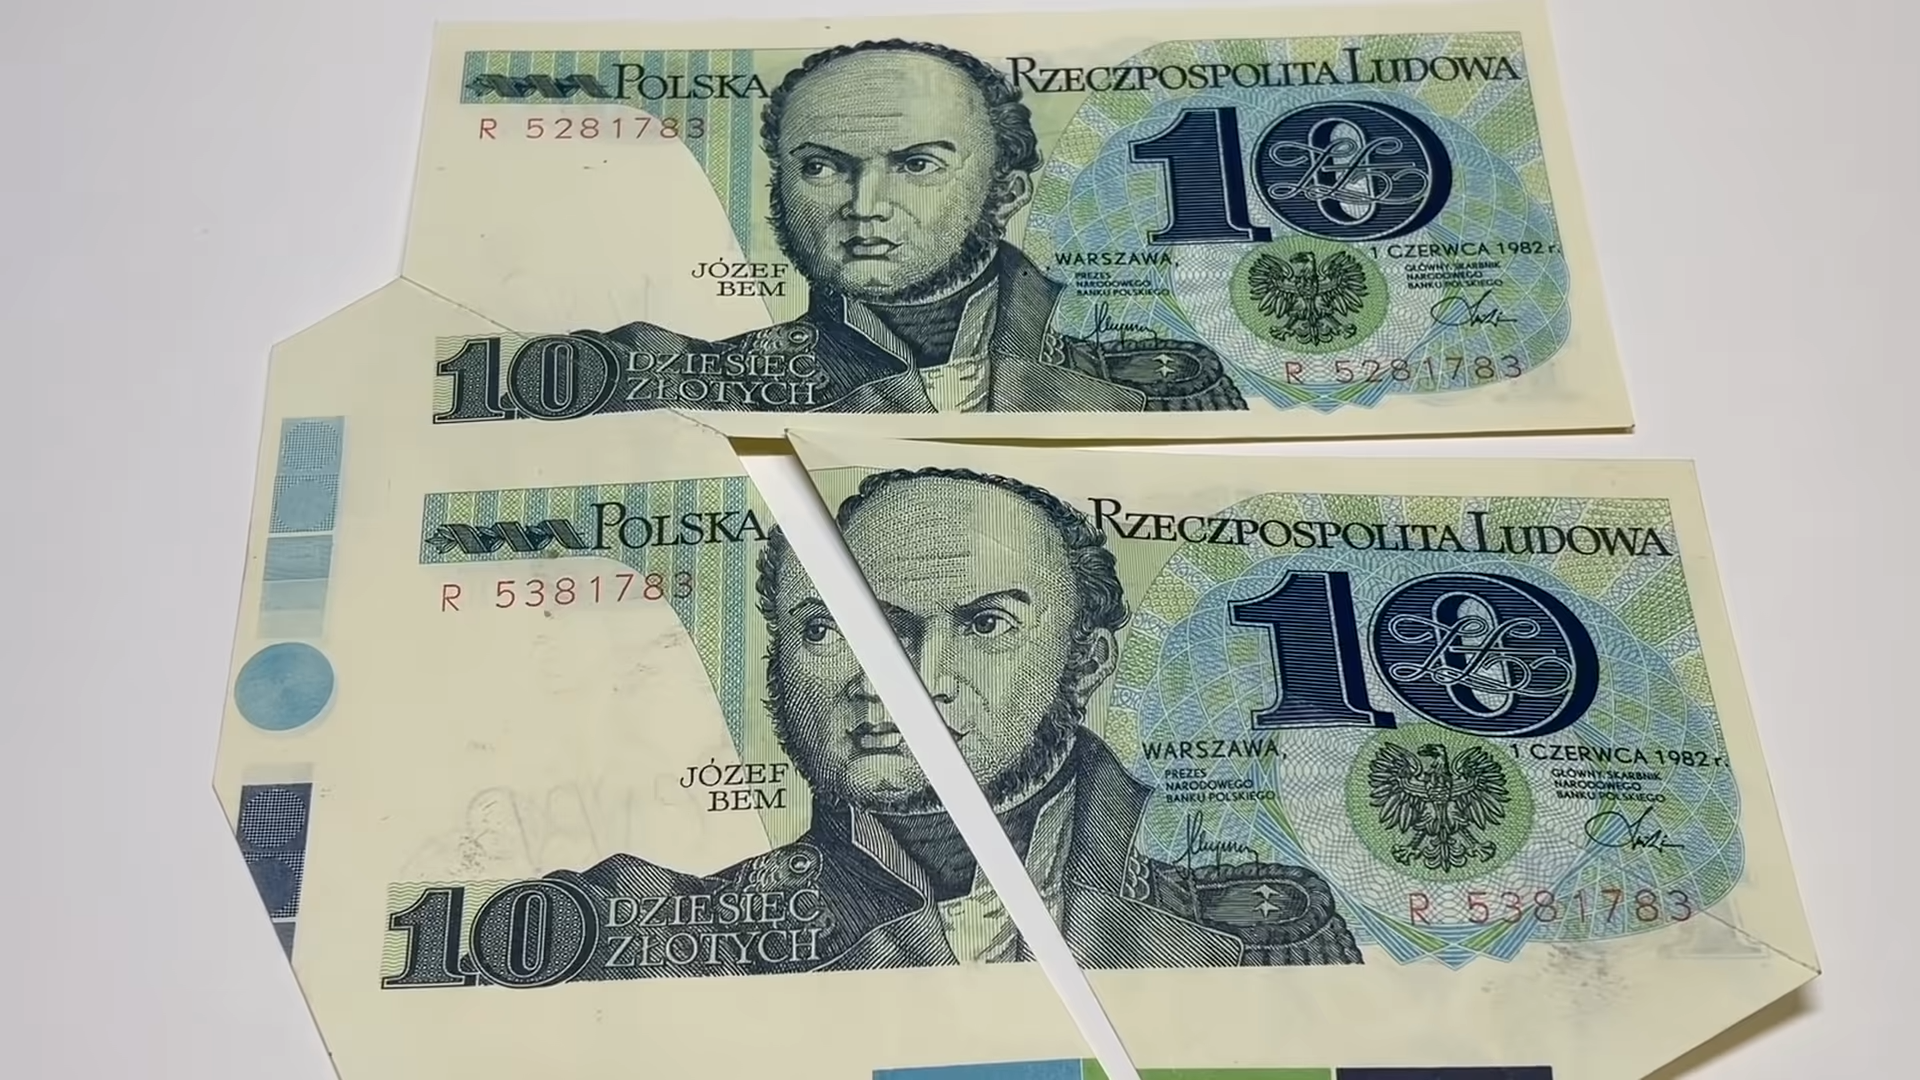 POLSKA RZECZPOSPOLITA LUDOWA
R 5281783
10
WARSZAWA, 1 CZERWCA 1982 r.
JÓZEF
BEM
PREZES
NARODOWEGO
BANKU POLSKIEGO
GŁÓWNY SKARBNIK
NARODOWEGO
BANKU POLSKIEGO
10 DZIESIĘĆ
ZŁOTYCH
R 5281783
POLSKA RZECZPOSPOLITA LUDOWA
R 5381783
10
WARSZAWA, 1 CZERWCA 1982 r.
JÓZEF
BEM
PREZES
NARODOWEGO
BANKU POLSKIEGO
GŁÓWNY SKARBNIK
NARODOWEGO
BANKU POLSKIEGO
10 DZIESIĘĆ
ZŁOTYCH
R 5381783